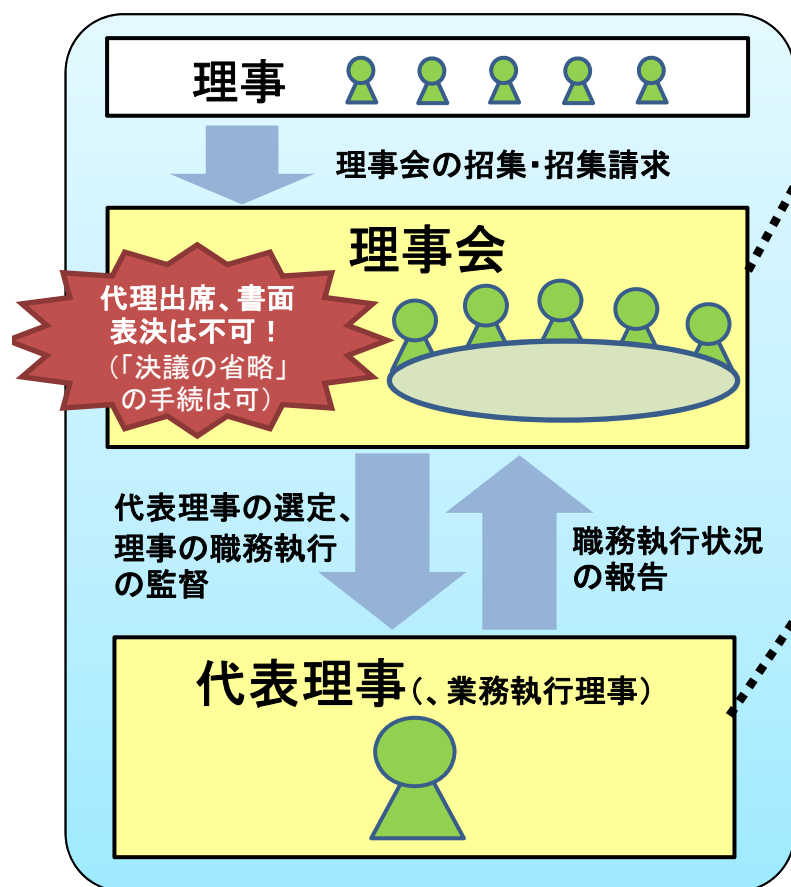 理事
理事会の招集・招集請求
理事会
代理出席、書面
表決は不可！
（「決議の省略」
の手続は可）
代表理事の選定、
理事の職務執行
の監督
職務執行状況
の報告
代表理事（、業務執行理事）